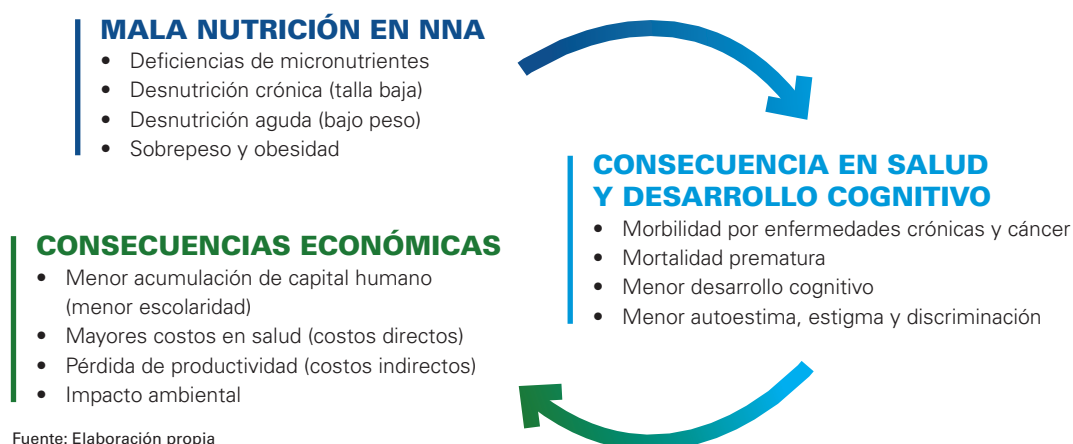 MALA NUTRICIÓN EN NNA
• Deficiencias de micronutrientes
• Desnutrición crónica (talla baja)
• Desnutrición aguda (bajo peso)
• Sobrepeso y obesidad
CONSECUENCIA EN SALUD
Y DESARROLLO COGNITIVO
• Morbilidad por enfermedades crónicas y cáncer
• Mortalidad prematura
• Menor desarrollo cognitivo
• Menor autoestima, estigma y discriminación
CONSECUENCIAS ECONÓMICAS
• Menor acumulación de capital humano
(menor escolaridad)
• Mayores costos en salud (costos directos)
• Pérdida de productividad (costos indirectos)
• Impacto ambiental
Fuente: Elaboración propia